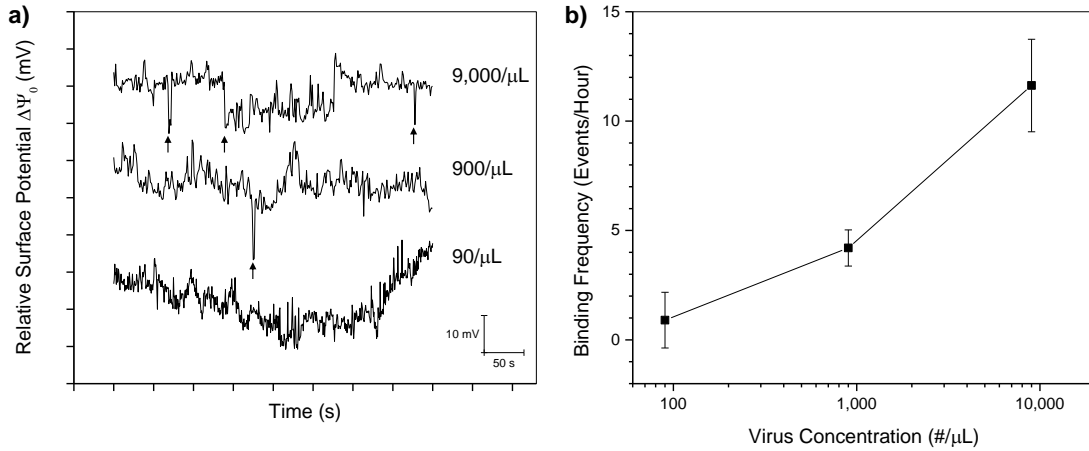 a)
Relative Surface Potential ΔΨ₀ (mV)
9,000/μL
900/μL
90/μL
10 mV
50 s
Time (s)
b)
Binding Frequency (Events/Hour)
15
10
5
0
100
1,000
10,000
Virus Concentration (#/μL)